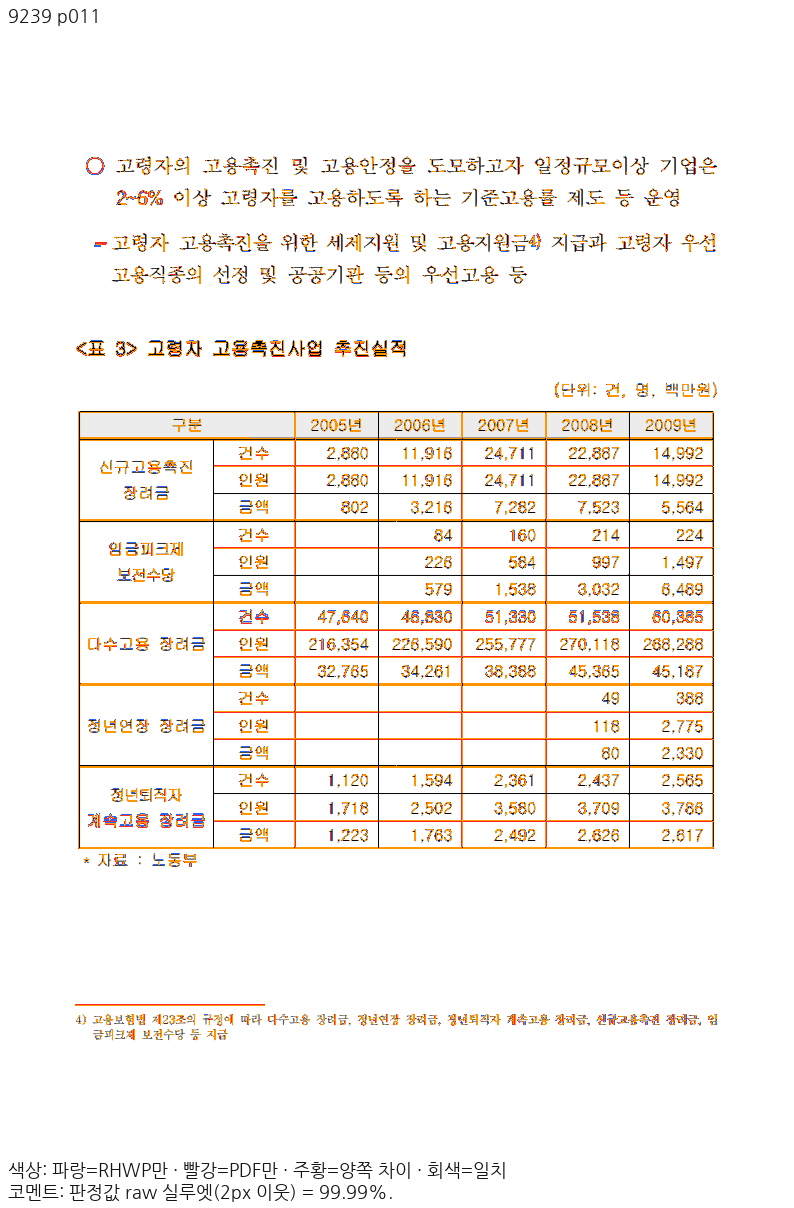 9239 p011
○ 고령자의 고용촉진 및 고용안정을 도모하고자 일정규모이상 기업은
2~6% 이상 고령자를 고용하도록 하는 기준고용률 제도 등 운영
- 고령자 고용촉진을 위한 세제지원 및 고용지원금4) 지급과 고령자 우선
고용직종의 선정 및 공공기관 등의 우선고용 등
<표 3> 고령자 고용촉진사업 추진실적
(단위: 건, 명, 백만원)
구분 2005년 2006년 2007년 2008년 2009년
신규고용촉진 장려금 건수 2,880 11,916 24,711 22,887 14,992
인원 2,880 11,916 24,711 22,887 14,992
금액 802 3,216 7,282 7,523 5,564
임금피크제 보전수당 건수 84 160 214 224
인원 226 584 997 1,497
금액 579 1,538 3,032 6,489
다수고용 장려금 건수 47,640 46,830 51,330 51,538 60,385
인원 216,354 226,590 255,777 270,116 266,286
금액 32,765 34,261 38,388 45,365 45,187
정년연장 장려금 건수 49 386
인원 116 2,775
금액 80 2,330
정년퇴직자 계속고용 장려금 건수 1,120 1,594 2,361 2,437 2,565
인원 1,716 2,502 3,580 3,709 3,786
금액 1,223 1,763 2,492 2,626 2,617
* 자료 : 노동부
4) 고용보험법 제23조의 규정에 따라 다수고용 장려금, 정년연장 장려금, 정년퇴직자 계속고용 장려금, 신규고용촉진 장려금, 임
금피크제 보전수당 등 지급
색상: 파랑=RHWP만 · 빨강=PDF만 · 주황=양쪽 차이 · 회색=일치
코멘트: 판정값 raw 실루엣(2px 이웃) = 99.99%.